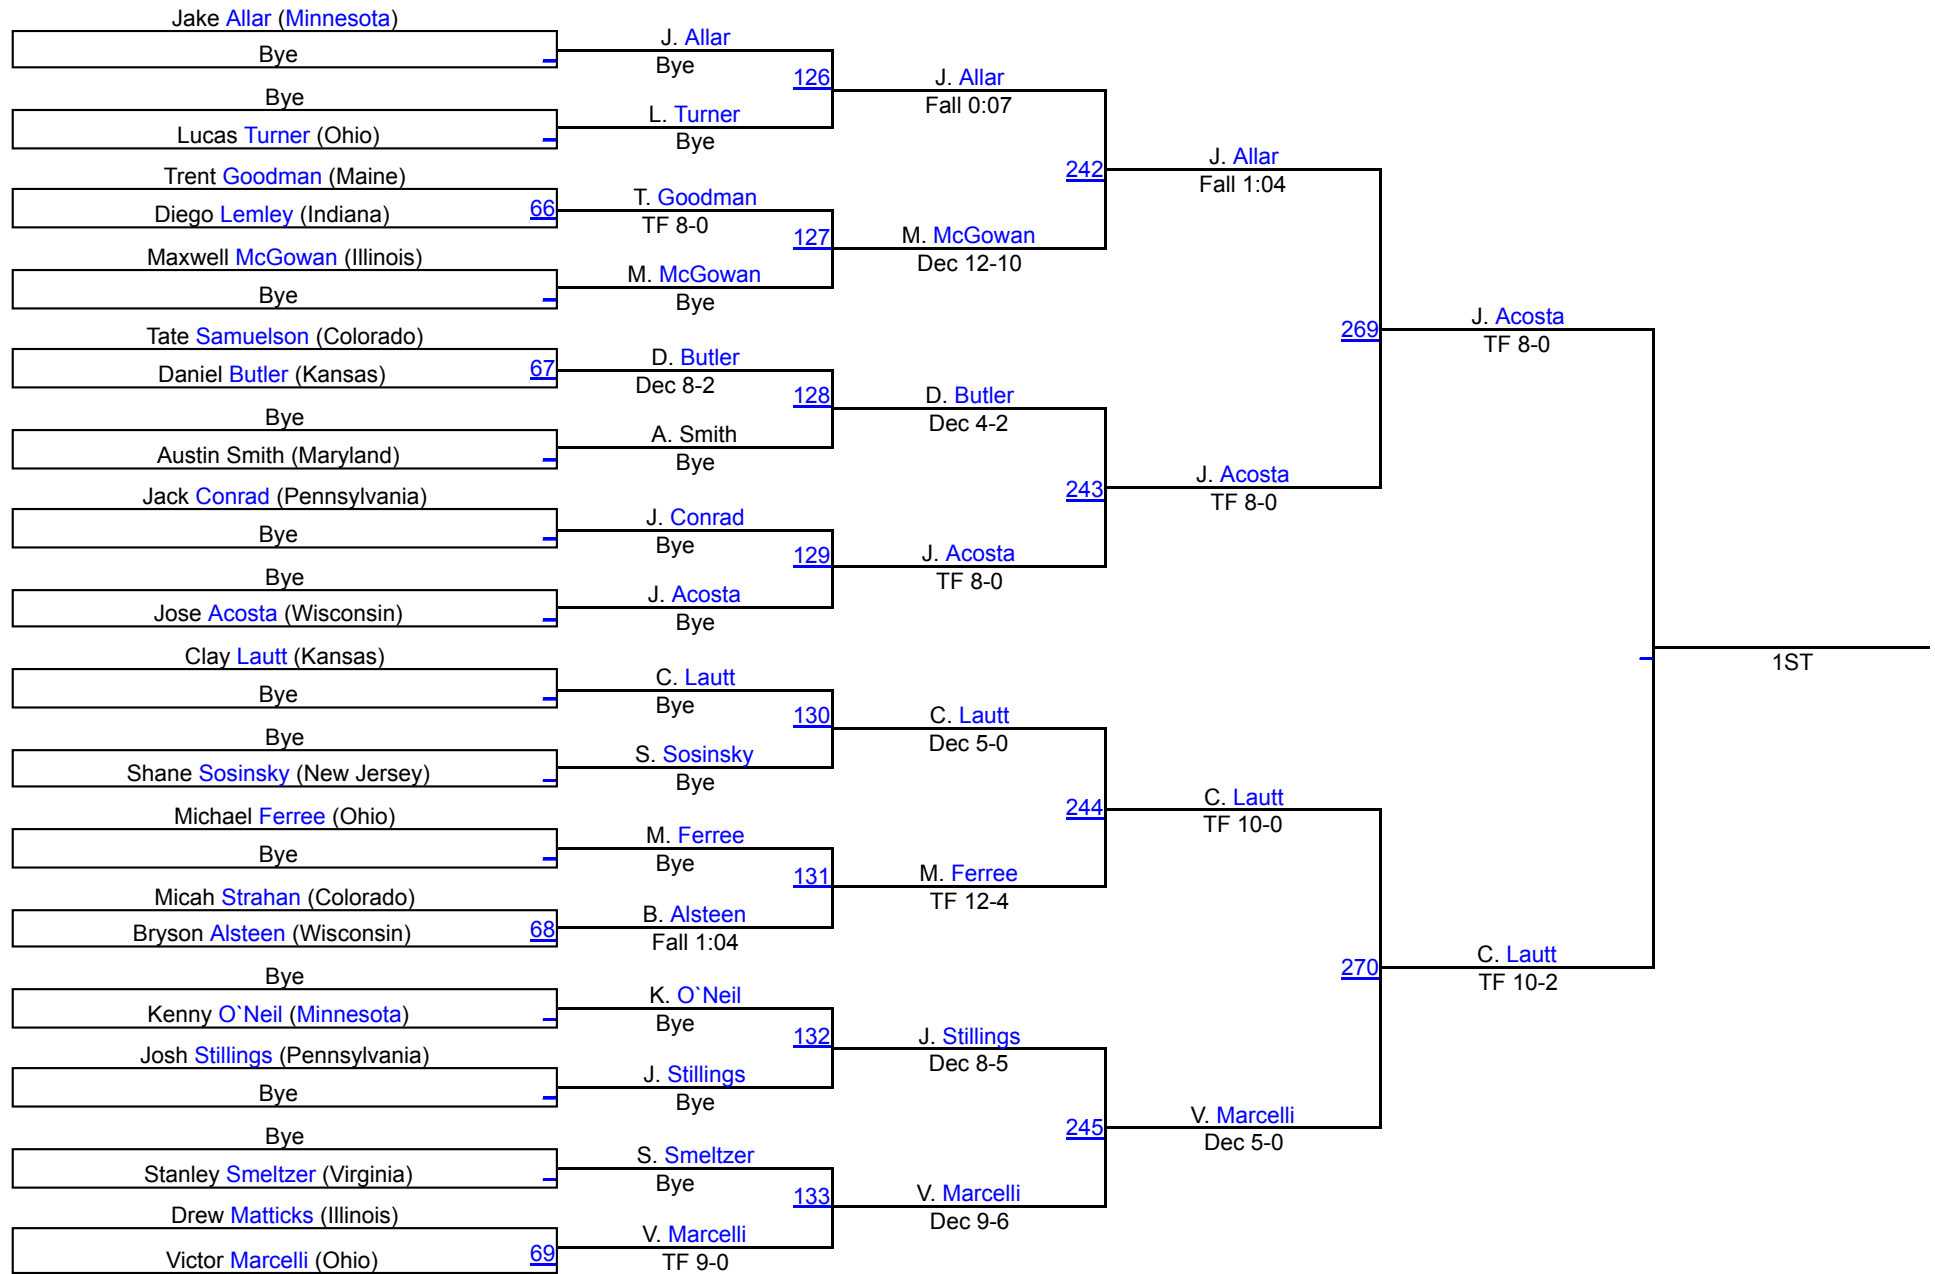 Jake Allar (Minnesota)
Bye
Bye
Lucas Turner (Ohio)
Trent Goodman (Maine)
Diego Lemley (Indiana)
66
Maxwell McGowan (Illinois)
Bye
Tate Samuelson (Colorado)
Daniel Butler (Kansas)
67
Bye
Austin Smith (Maryland)
Jack Conrad (Pennsylvania)
Bye
Bye
Jose Acosta (Wisconsin)
Clay Lautt (Kansas)
Bye
Bye
Shane Sosinsky (New Jersey)
Michael Ferree (Ohio)
Bye
Micah Strahan (Colorado)
Bryson Alsteen (Wisconsin)
68
Bye
Kenny O`Neil (Minnesota)
Josh Stillings (Pennsylvania)
Bye
Bye
Stanley Smeltzer (Virginia)
Drew Matticks (Illinois)
Victor Marcelli (Ohio)
69
J. Allar
Bye
126
L. Turner
Bye
T. Goodman
TF 8-0
127
M. McGowan
Bye
D. Butler
Dec 8-2
128
A. Smith
Bye
J. Conrad
Bye
129
J. Acosta
Bye
C. Lautt
Bye
130
S. Sosinsky
Bye
M. Ferree
Bye
131
B. Alsteen
Fall 1:04
K. O`Neil
Bye
132
J. Stillings
Bye
S. Smeltzer
Bye
133
V. Marcelli
TF 9-0
J. Allar
Fall 0:07
242
M. McGowan
Dec 12-10
D. Butler
Dec 4-2
243
J. Acosta
TF 8-0
C. Lautt
Dec 5-0
244
M. Ferree
TF 12-4
J. Stillings
Dec 8-5
245
V. Marcelli
Dec 9-6
J. Allar
Fall 1:04
269
J. Acosta
TF 8-0
C. Lautt
TF 10-0
270
V. Marcelli
Dec 5-0
J. Acosta
TF 8-0
C. Lautt
TF 10-2
1ST